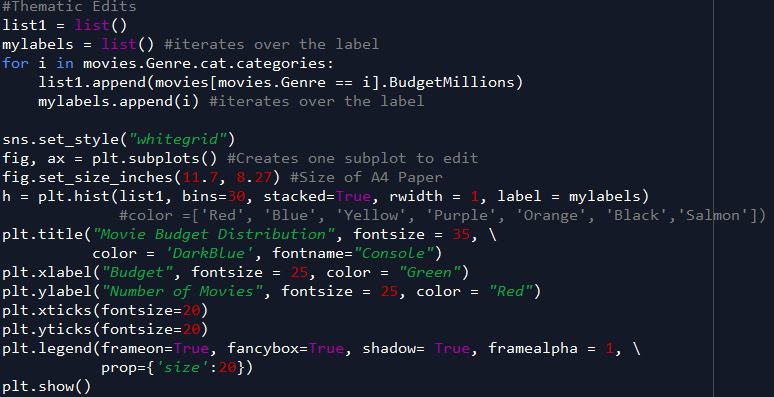 #Thematic Edits
list1 = list()
mylabels = list() #iterates over the label
for i in movies.Genre.cat.categories:
    list1.append(movies[movies.Genre == i].BudgetMillions)
    mylabels.append(i) #iterates over the label

sns.set_style("whitegrid")
fig, ax = plt.subplots() #Creates one subplot to edit
fig.set_size_inches(11.7, 8.27) #Size of A4 Paper
h = plt.hist(list1, bins=30, stacked=True, rwidth = 1, label = mylabels)
             #color =['Red', 'Blue', 'Yellow', 'Purple', 'Orange', 'Black','Salmon'])
plt.title("Movie Budget Distribution", fontsize = 35, \
          color = 'DarkBlue', fontname="Console")
plt.xlabel("Budget", fontsize = 25, color = "Green")
plt.ylabel("Number of Movies", fontsize = 25, color = "Red")
plt.xticks(fontsize=20)
plt.yticks(fontsize=20)
plt.legend(frameon=True, fancybox=True, shadow= True, framealpha = 1, \
           prop={'size':20})
plt.show()